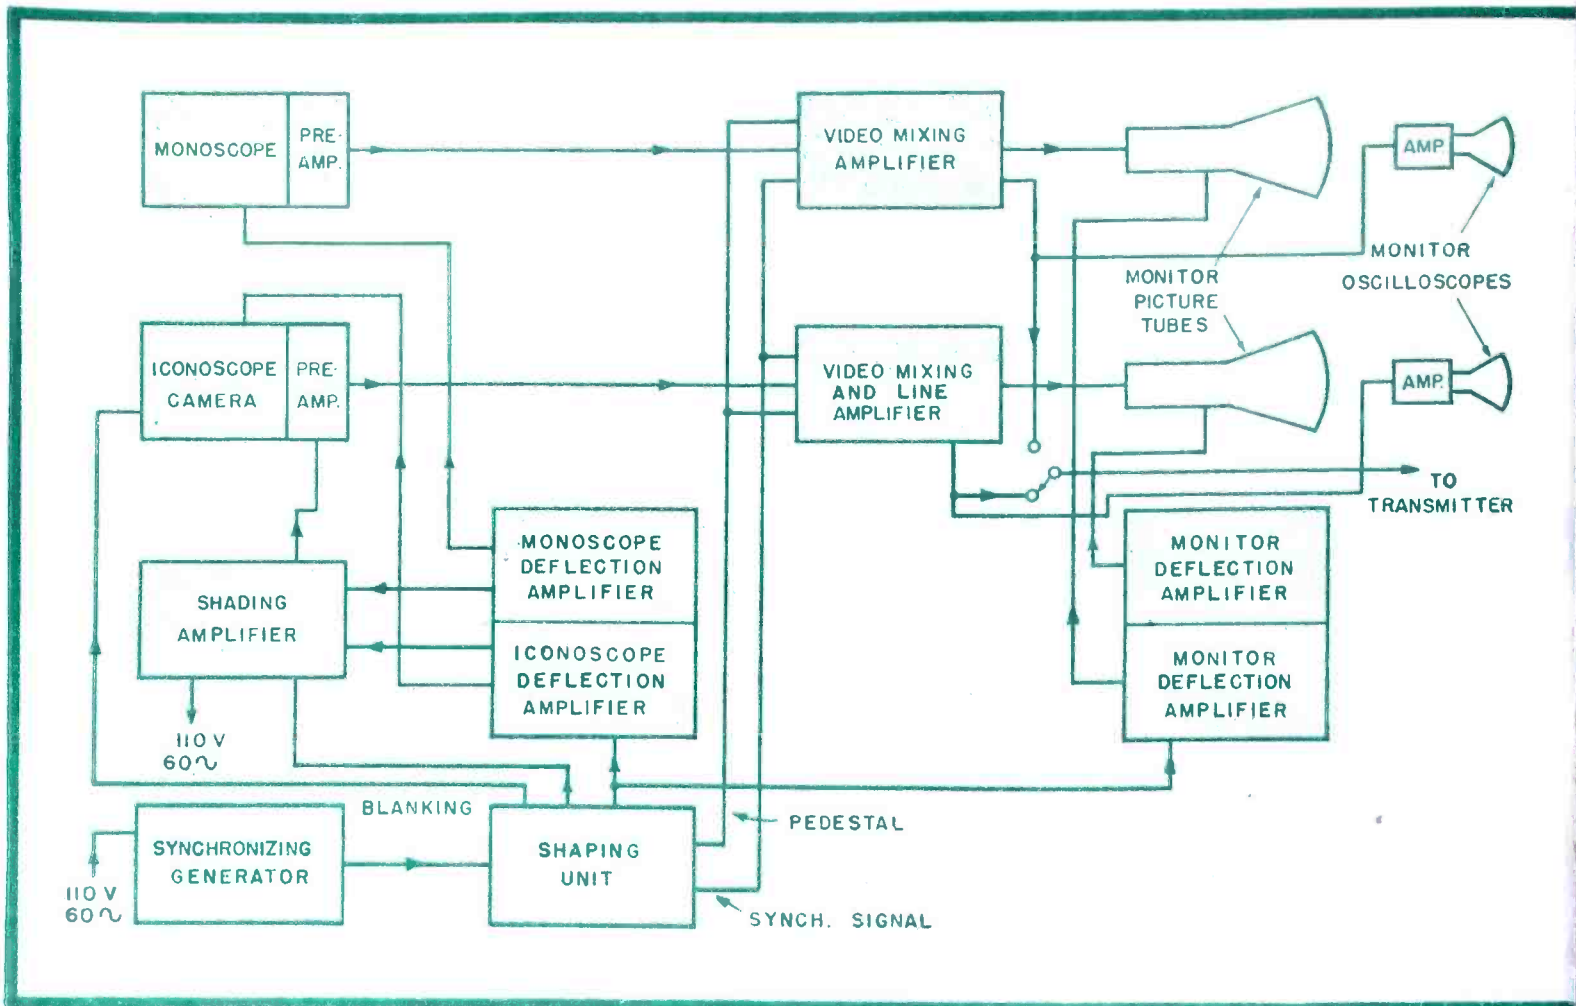 MONOSCOPE
PRE-
AMP.
VIDEO MIXING
AMPLIFIER
AMP
MONITOR
OSCILLOSCOPES
MONITOR
PICTURE
TUBES
ICONOSCOPE
CAMERA
PRE-
AMP.
VIDEO MIXING
AND LINE
AMPLIFIER
AMP.
TO
TRANSMITTER
MONOSCOPE
DEFLECTION
AMPLIFIER
MONITOR
DEFLECTION
AMPLIFIER
SHADING
AMPLIFIER
ICONOSCOPE
DEFLECTION
AMPLIFIER
MONITOR
DEFLECTION
AMPLIFIER
110 V
60~
BLANKING
PEDESTAL
SYNCHRONIZING
GENERATOR
SHAPING
UNIT
110 V
60~
SYNCH. SIGNAL